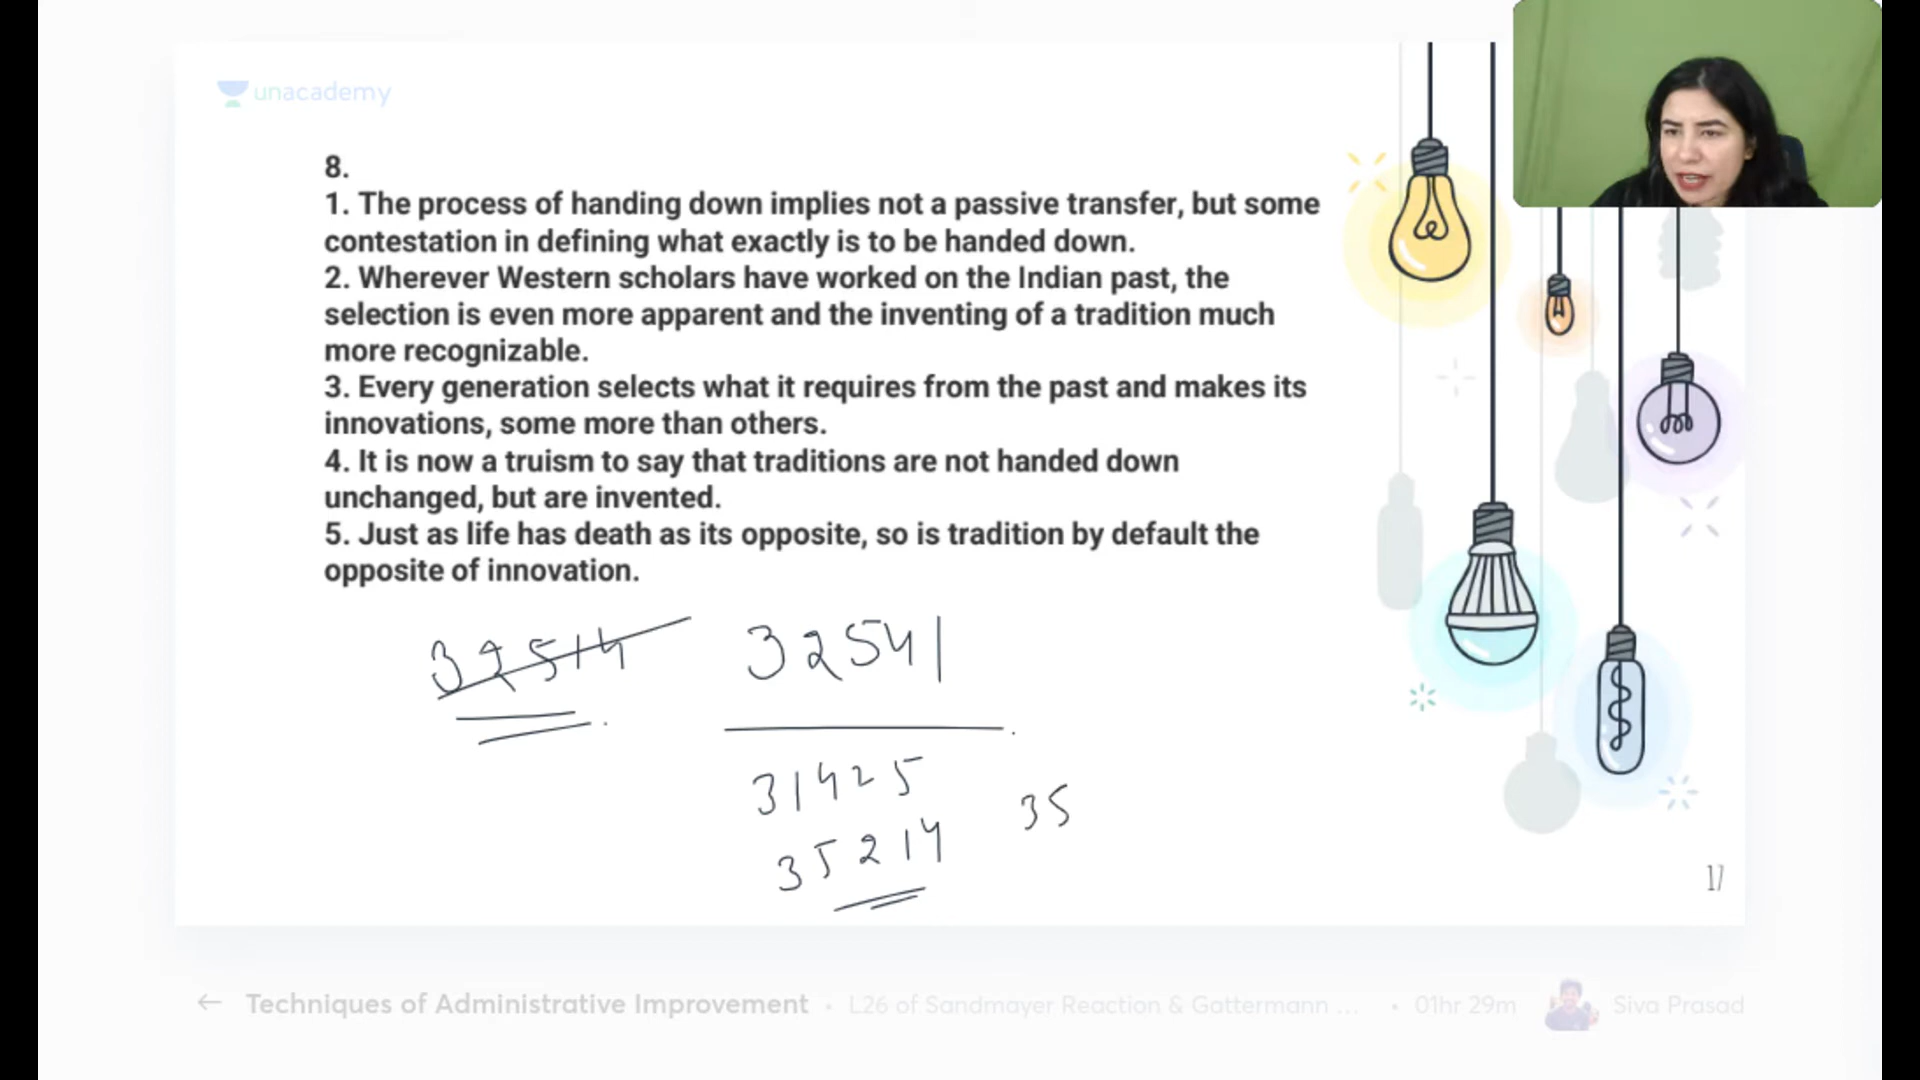 unacademy
8.
1. The process of handing down implies not a passive transfer, but some
contestation in defining what exactly is to be handed down.
2. Wherever Western scholars have worked on the Indian past, the
selection is even more apparent and the inventing of a tradition much
more recognizable.
3. Every generation selects what it requires from the past and makes its
innovations, some more than others.
4. It is now a truism to say that traditions are not handed down
unchanged, but are invented.
5. Just as life has death as its opposite, so is tradition by default the
opposite of innovation.
32514
32541
31425
35
35214
17
Techniques of Administrative Improvement • L26 of Sandmayer Reaction & Gattermann ... • 01hr 29m Siva Prasad